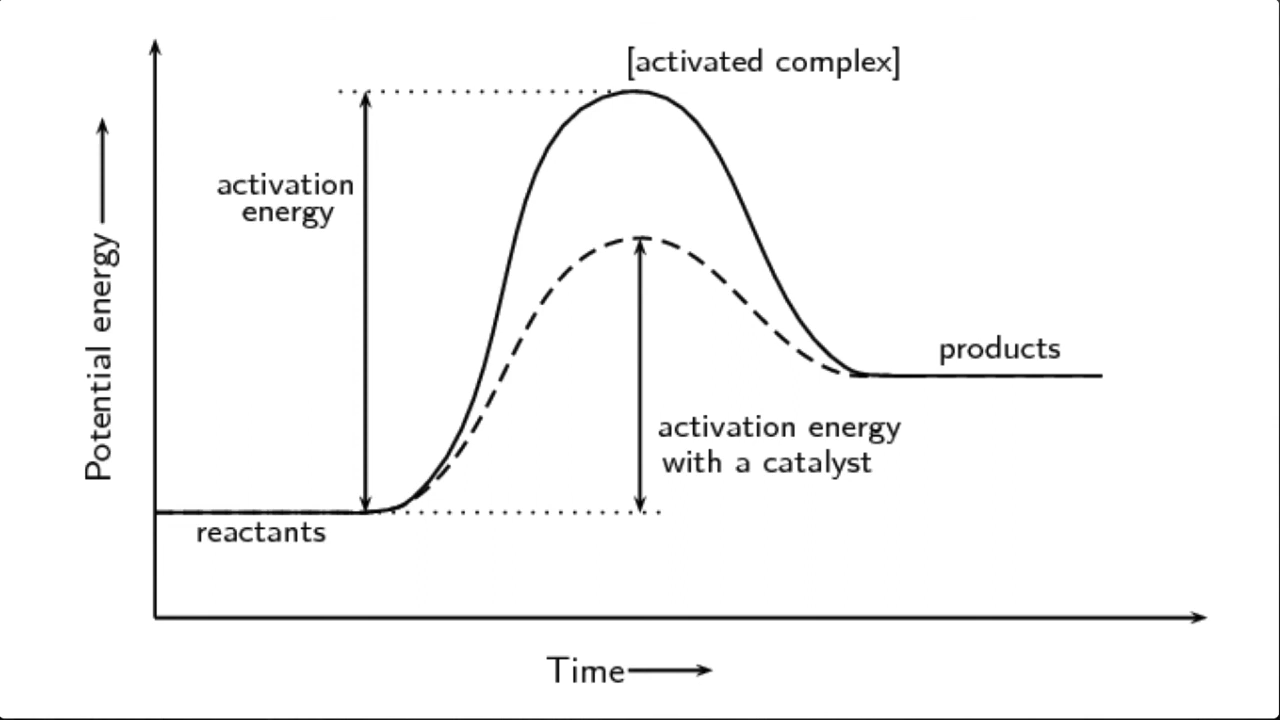 [activated complex]
activation
energy
Potential energy
products
activation energy
with a catalyst
reactants
Time